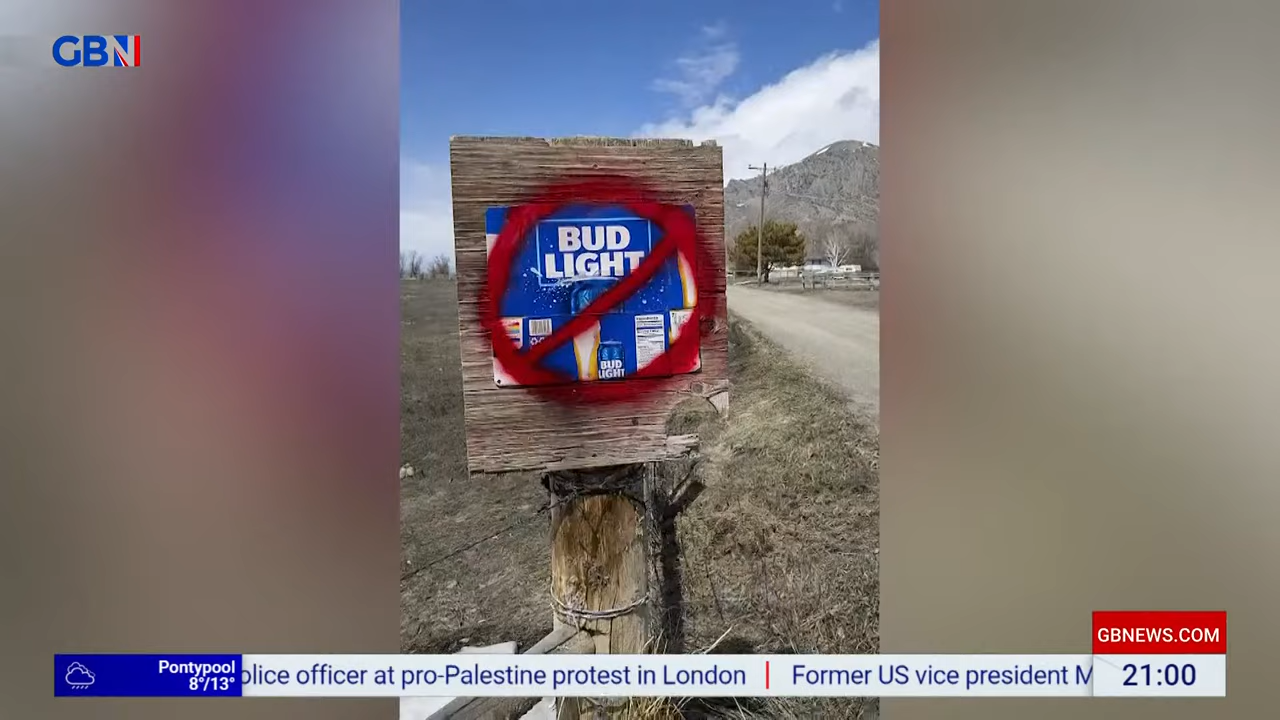 GBN
BUD
LIGHT
BUD
LIGHT
GBNEWS.COM
Pontypool
8°/13°
olice officer at pro-Palestine protest in London | Former US vice president M
21:00